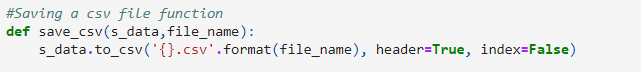 #Saving a csv file function
def save_csv(s_data,file_name):
    s_data.to_csv('{}.csv'.format(file_name), header=True, index=False)